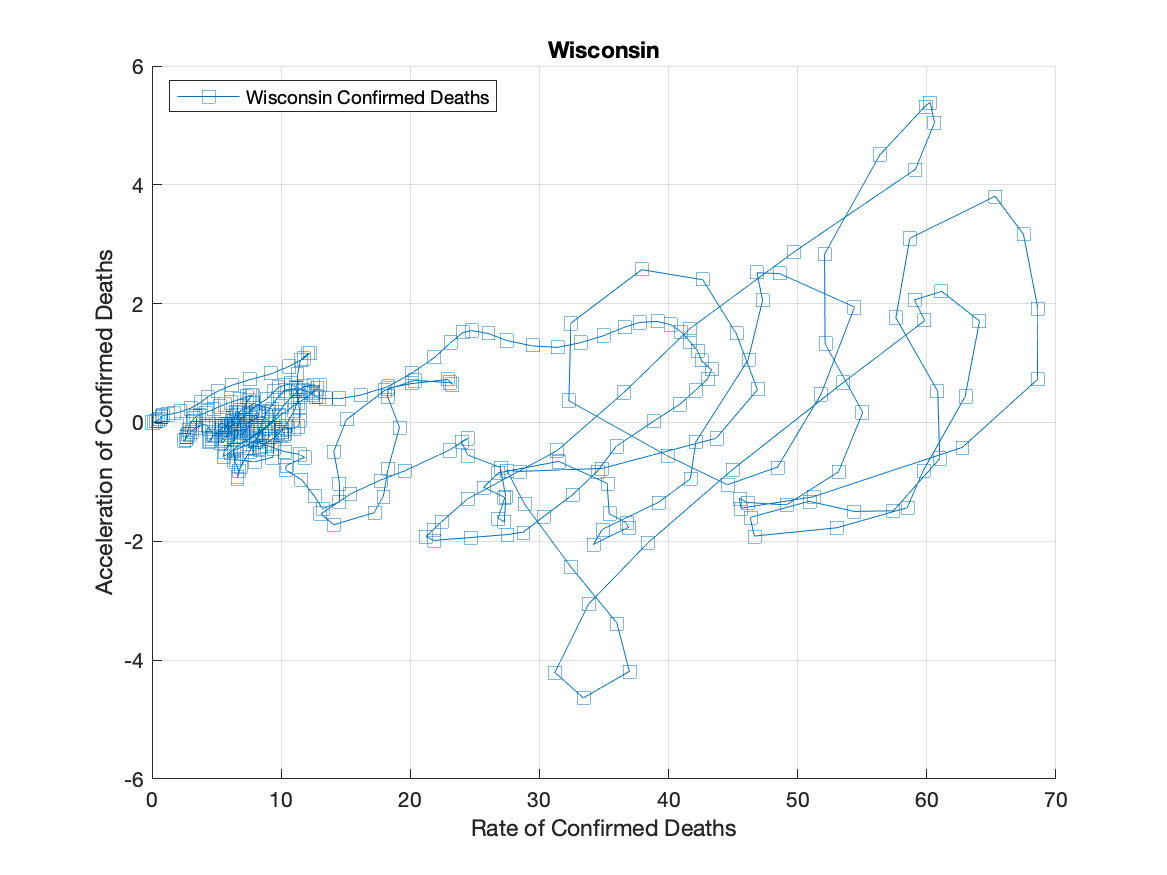 Wisconsin
Wisconsin Confirmed Deaths
6
4
2
0
-2
-4
-6
Acceleration of Confirmed Deaths
0 10 20 30 40 50 60 70
Rate of Confirmed Deaths